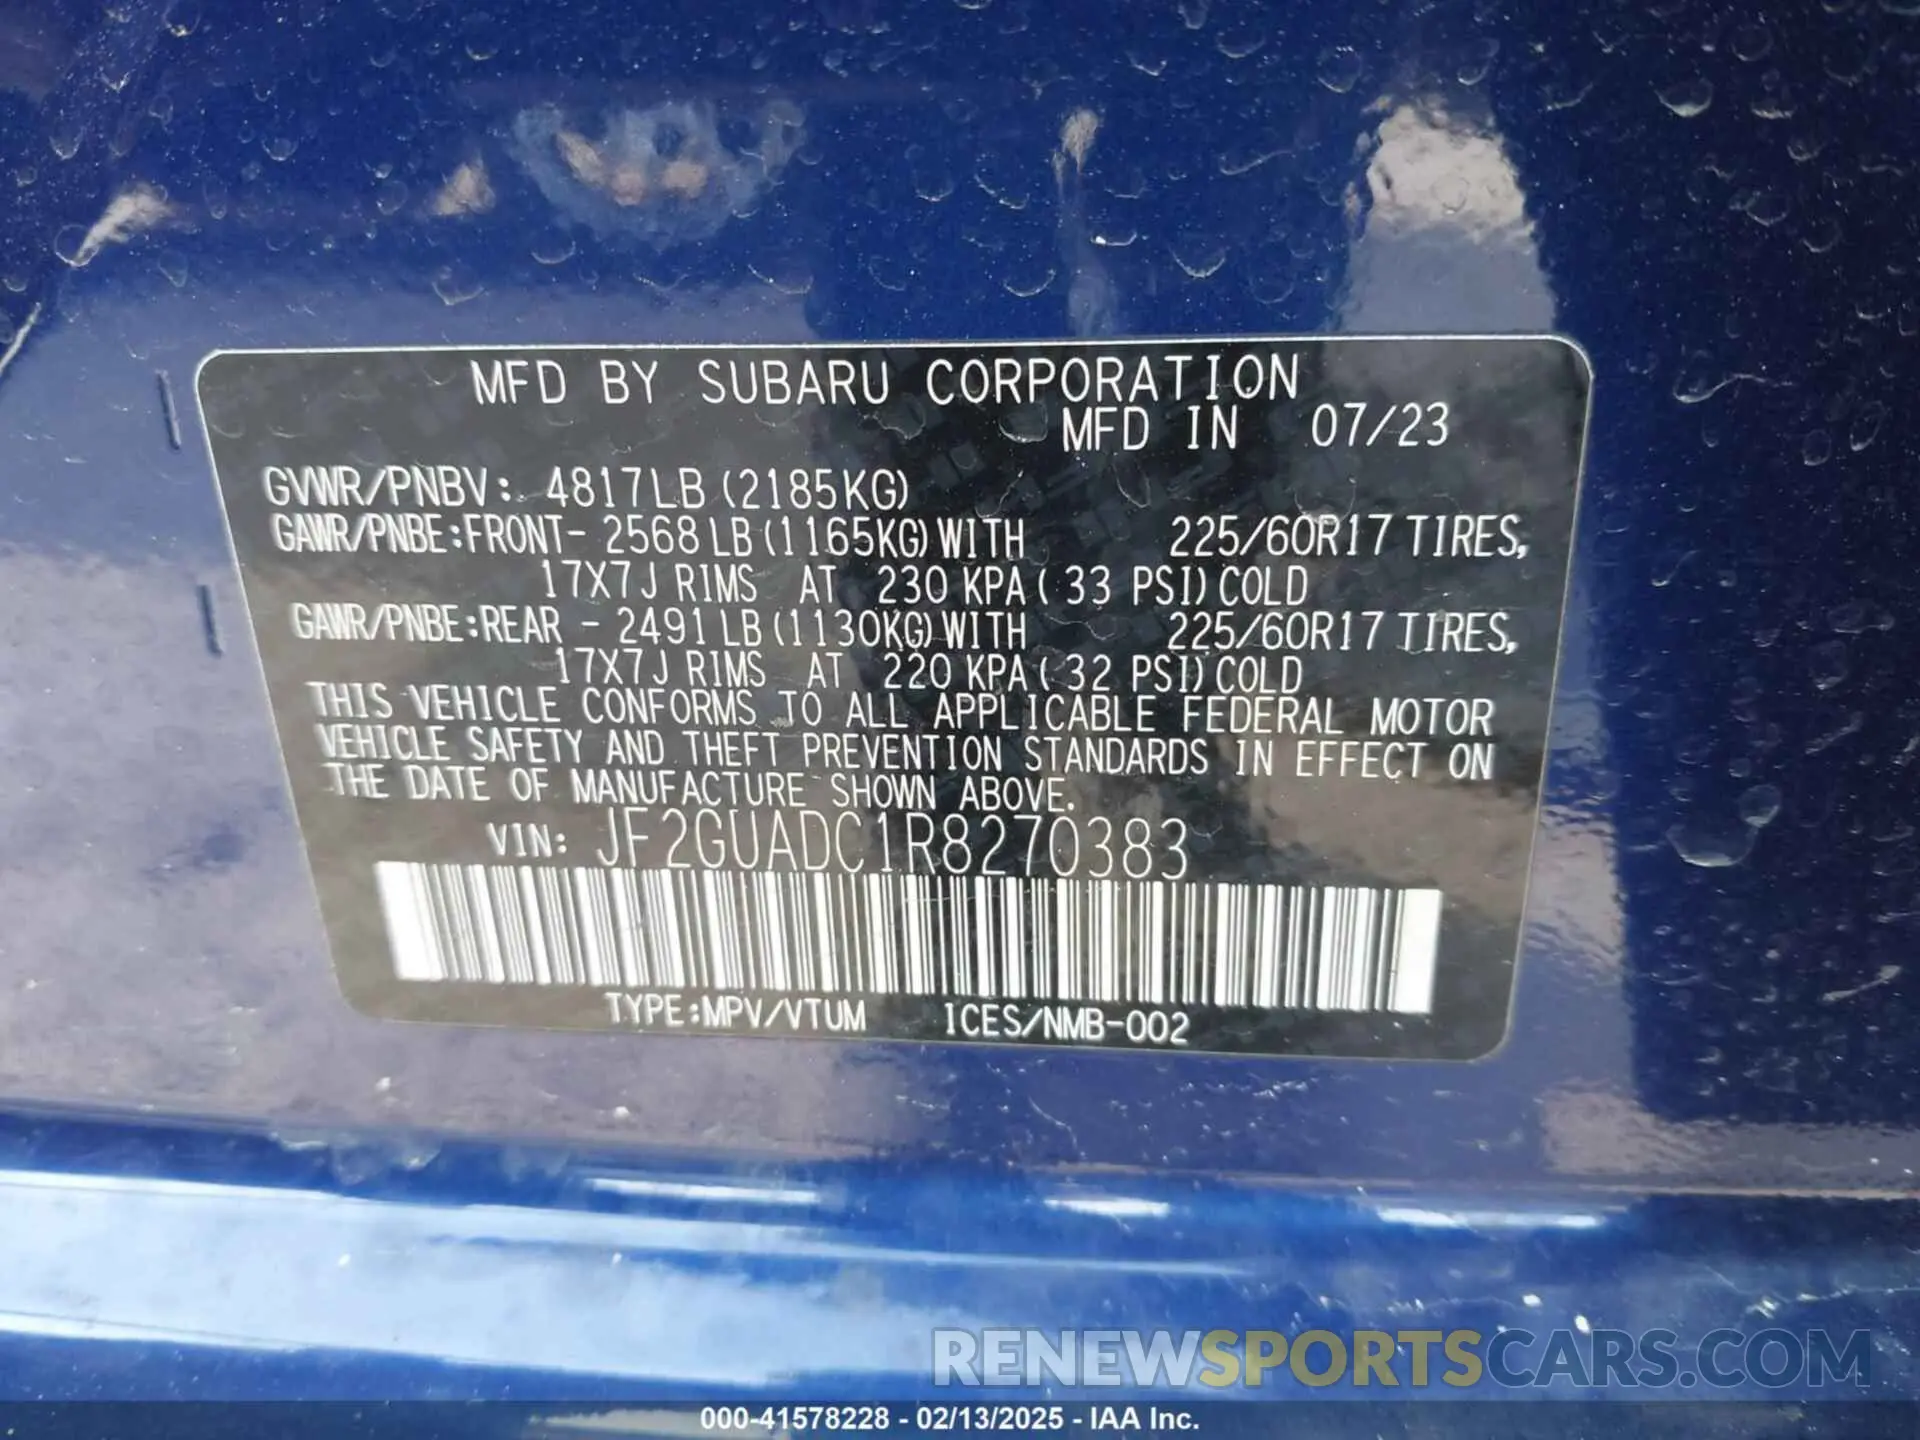 MFD BY SUBARU CORPORATION
MFD IN 07/23
GVWR/PNBV: 4817LB (2185KG)
GAWR/PNBE:FRONT- 2568 LB (1165KG) WITH 225/60R17 TIRES,
17X7J RIMS AT 230 KPA ( 33 PSI) COLD
GAWR/PNBE:REAR - 2491 LB (1130KG) WITH 225/60R17 TIRES,
17X7J RIMS AT 220 KPA ( 32 PSI) COLD
THIS VEHICLE CONFORMS TO ALL APPLICABLE FEDERAL MOTOR
VEHICLE SAFETY AND THEFT PREVENTION STANDARDS IN EFFECT ON
THE DATE OF MANUFACTURE SHOWN ABOVE.
VIN: JF2GUADC1R8270383
TYPE:MPV/VTUM ICES/NMB-002
RENEWSPORTSCARS.COM
000-41578228 - 02/13/2025 - IAA Inc.